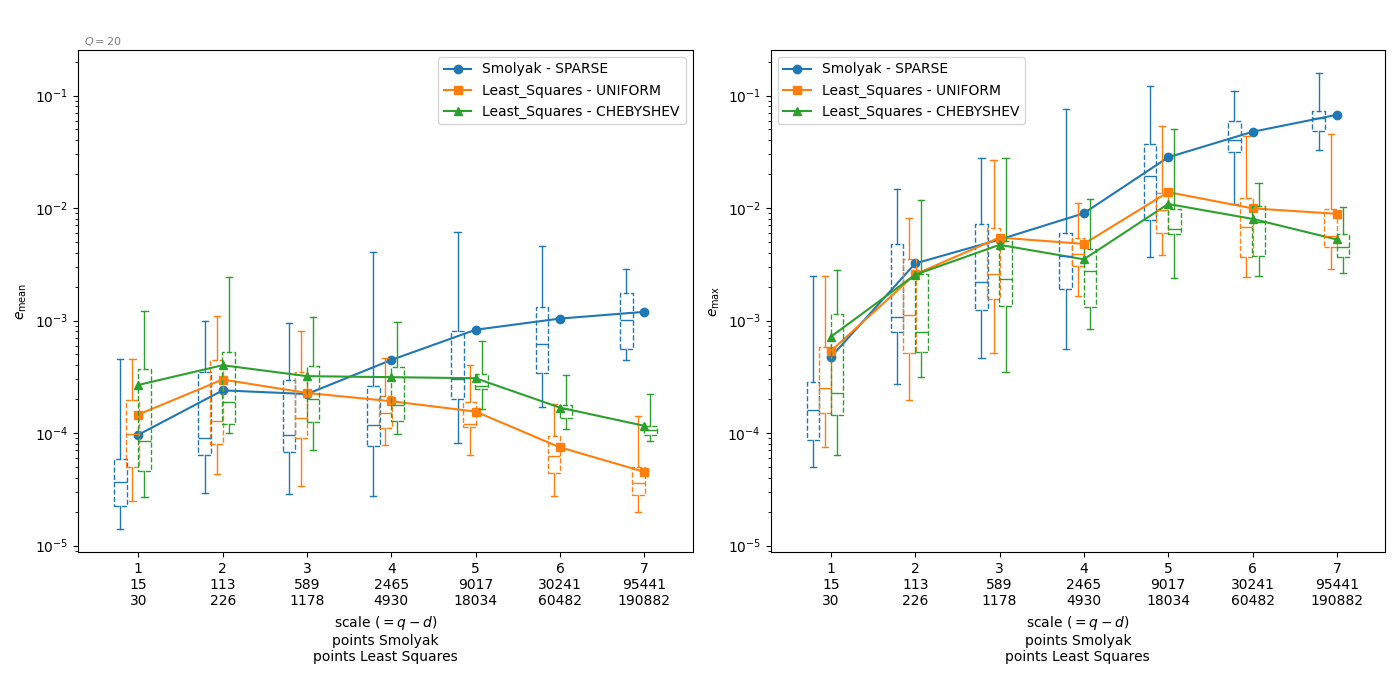 Q = 20
Smolyak - SPARSE
Least_Squares - UNIFORM
Least_Squares - CHEBYSHEV
10⁻¹
10⁻²
10⁻³
10⁻⁴
10⁻⁵
e_mean
1 2 3 4 5 6 7
15 113 589 2465 9017 30241 95441
30 226 1178 4930 18034 60482 190882
scale (= q − d)
points Smolyak
points Least Squares
Smolyak - SPARSE
Least_Squares - UNIFORM
Least_Squares - CHEBYSHEV
10⁻¹
10⁻²
10⁻³
10⁻⁴
10⁻⁵
e_max
1 2 3 4 5 6 7
15 113 589 2465 9017 30241 95441
30 226 1178 4930 18034 60482 190882
scale (= q − d)
points Smolyak
points Least Squares